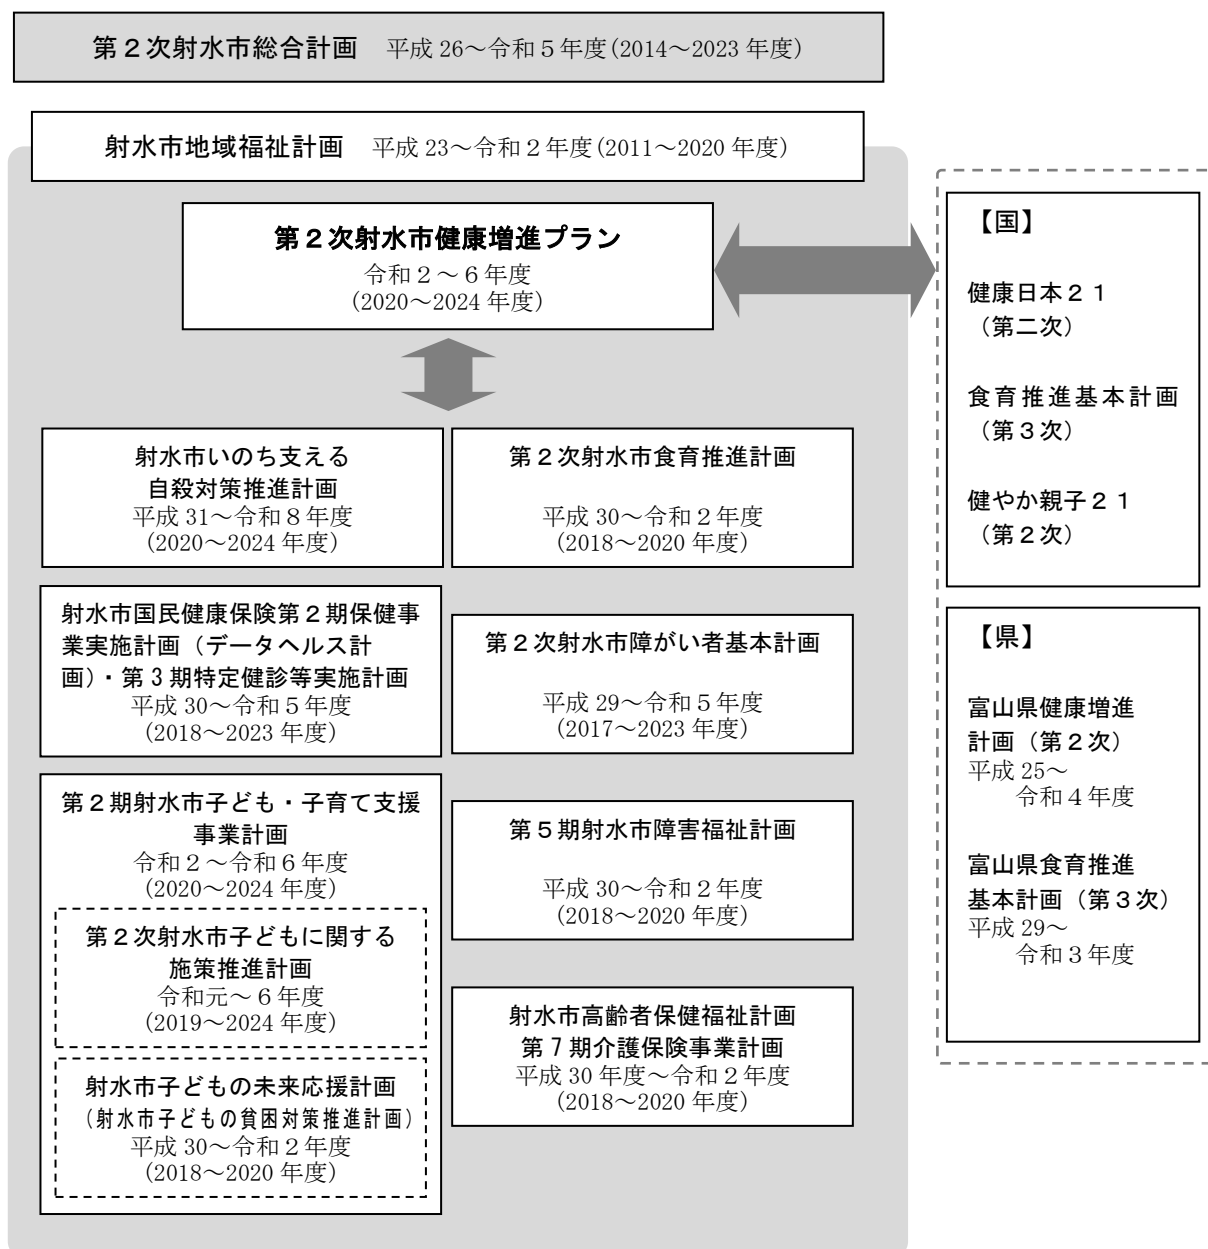 第２次射水市総合計画　平成 26～令和５年度(2014～2023 年度)
射水市地域福祉計画　平成 23～令和２年度(2011～2020 年度)
第２次射水市健康増進プラン
令和２～６年度
(2020～2024 年度)
射水市いのち支える
自殺対策推進計画
平成 31～令和８年度
(2020～2024 年度)
第２次射水市食育推進計画
平成 30～令和２年度
(2018～2020 年度)
射水市国民健康保険第２期保健事
業実施計画（データヘルス計
画）・第３期特定健診等実施計画
平成 30～令和５年度
(2018～2023 年度)
第２次射水市障がい者基本計画
平成 29～令和５年度
(2017～2023 年度)
第２期射水市子ども・子育て支援
事業計画
令和２～令和６年度
(2020～2024 年度)
第２次射水市子どもに関する
施策推進計画
令和元～６年度
(2019～2024 年度)
射水市子どもの未来応援計画
（射水市子どもの貧困対策推進計画）
平成 30～令和２年度
(2018～2020 年度)
第５期射水市障害福祉計画
平成 30～令和２年度
(2018～2020 年度)
射水市高齢者保健福祉計画
第７期介護保険事業計画
平成 30 年度～令和２年度
(2018～2020 年度)
【国】
健康日本２１
（第二次）
食育推進基本計画
（第３次）
健やか親子２１
（第２次）
【県】
富山県健康増進
計画（第２次）
平成 25～
令和４年度
富山県食育推進
基本計画（第３次）
平成 29～
令和３年度